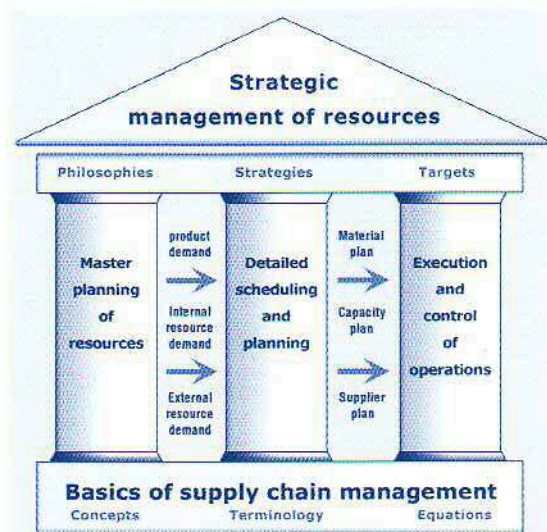 Strategic
management of resources
Philosophies Strategies Targets
Master
planning
of
resources
product
demand
Internal
resource
demand
External
resource
demand
Detailed
scheduling
and
planning
Material
plan
Capacity
plan
Supplier
plan
Execution
and
control
of
operations
Basics of supply chain management
Concepts Terminology Equations